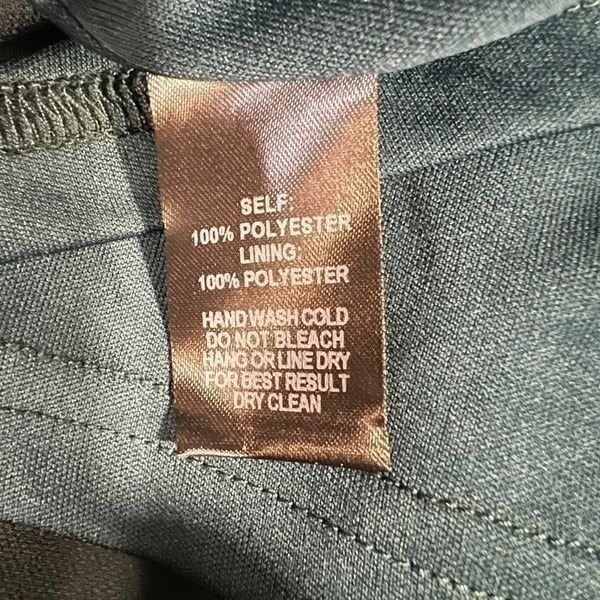 SELF:
100% POLYESTER
LINING:
100% POLYESTER
HAND WASH COLD
DO NOT BLEACH
HANG OR LINE DRY
FOR BEST RESULT
DRY CLEAN